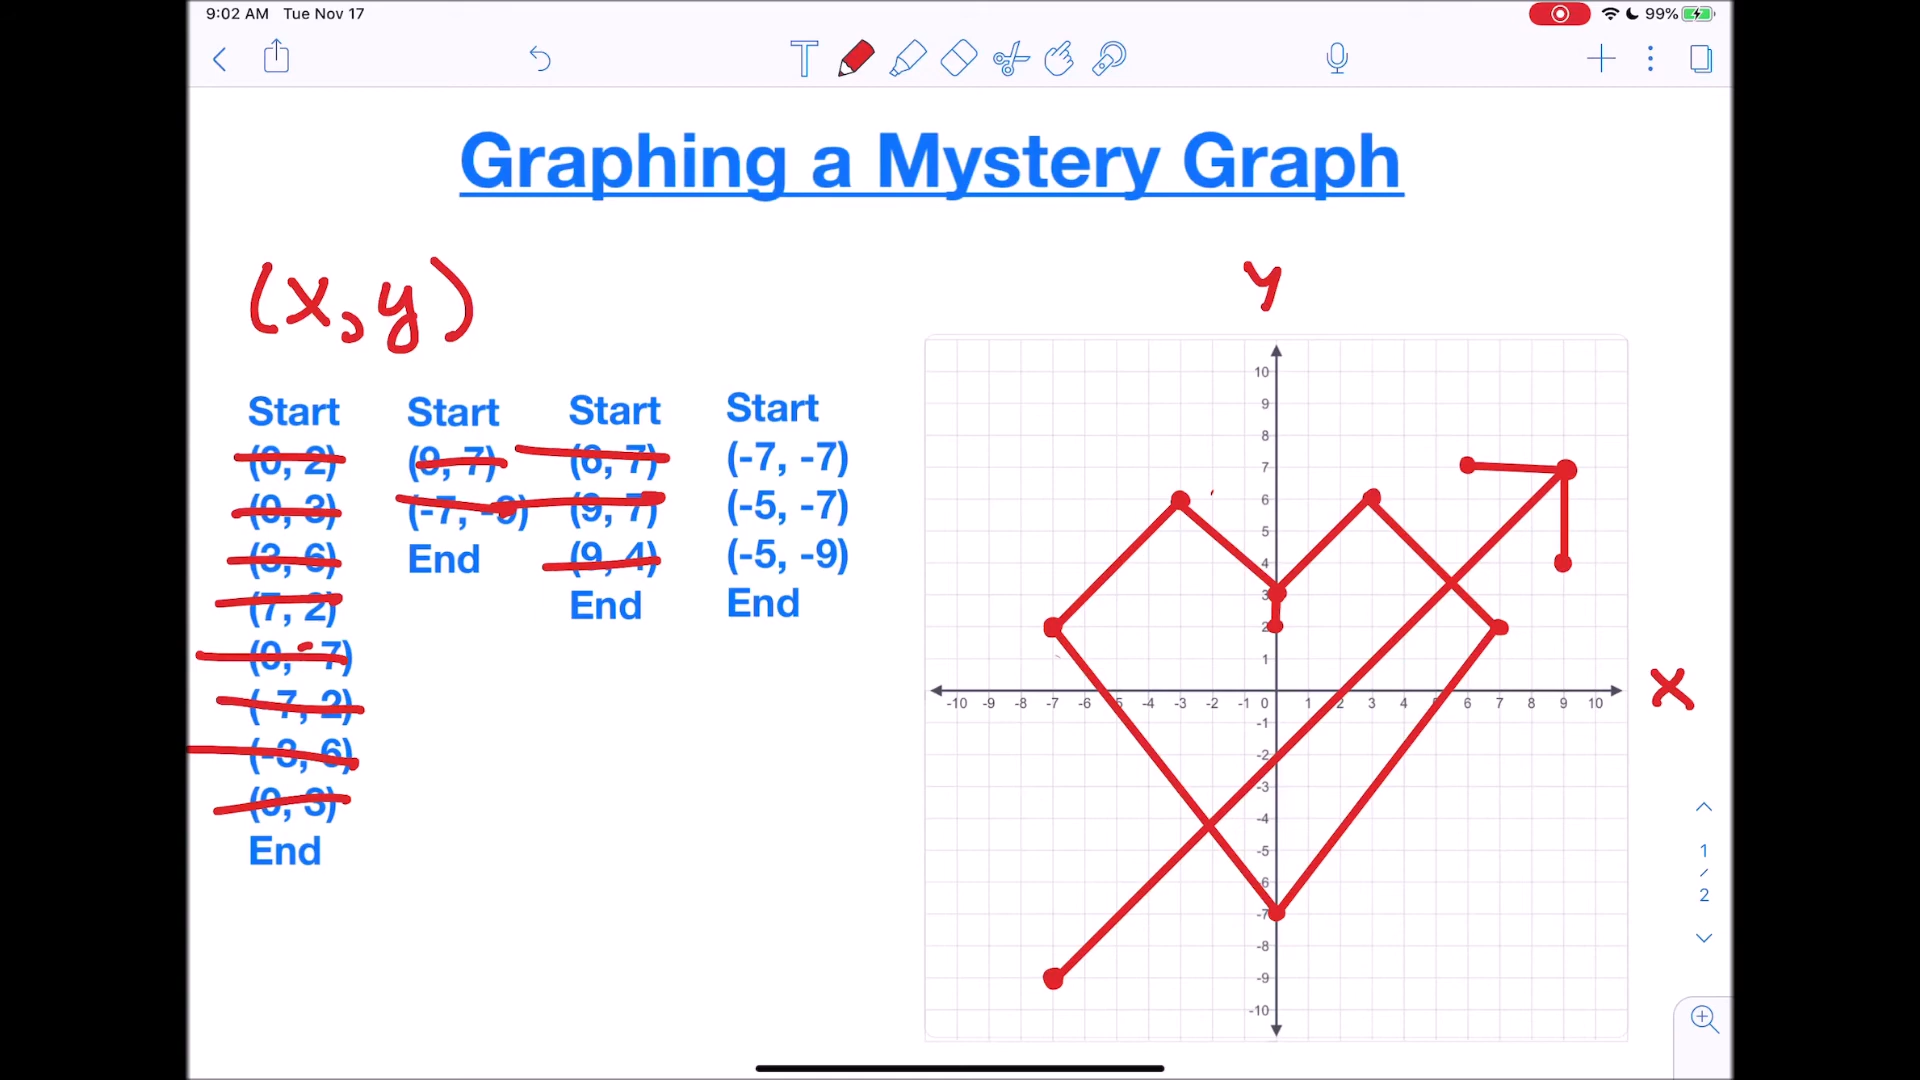 9:02 AM Tue Nov 17
99%
T
Graphing a Mystery Graph
(x, y)
y
Start
(0, 2)
(0, 3)
(3, 6)
(7, 2)
(0, -7)
(-7, 2)
(-3, 6)
(0, 3)
End
Start
(9, 7)
(-7, -9)
End
Start
(6, 7)
(9, 7)
(9, 4)
End
Start
(-7, -7)
(-5, -7)
(-5, -9)
End
10
9
8
7
6
5
4
3
2
1
-10 -9 -8 -7 -6 -5 -4 -3 -2 -1 0 1 2 3 4 5 6 7 8 9 10
x
-1
-2
-3
-4
-5
-6
-7
-8
-9
-10
1
/
2